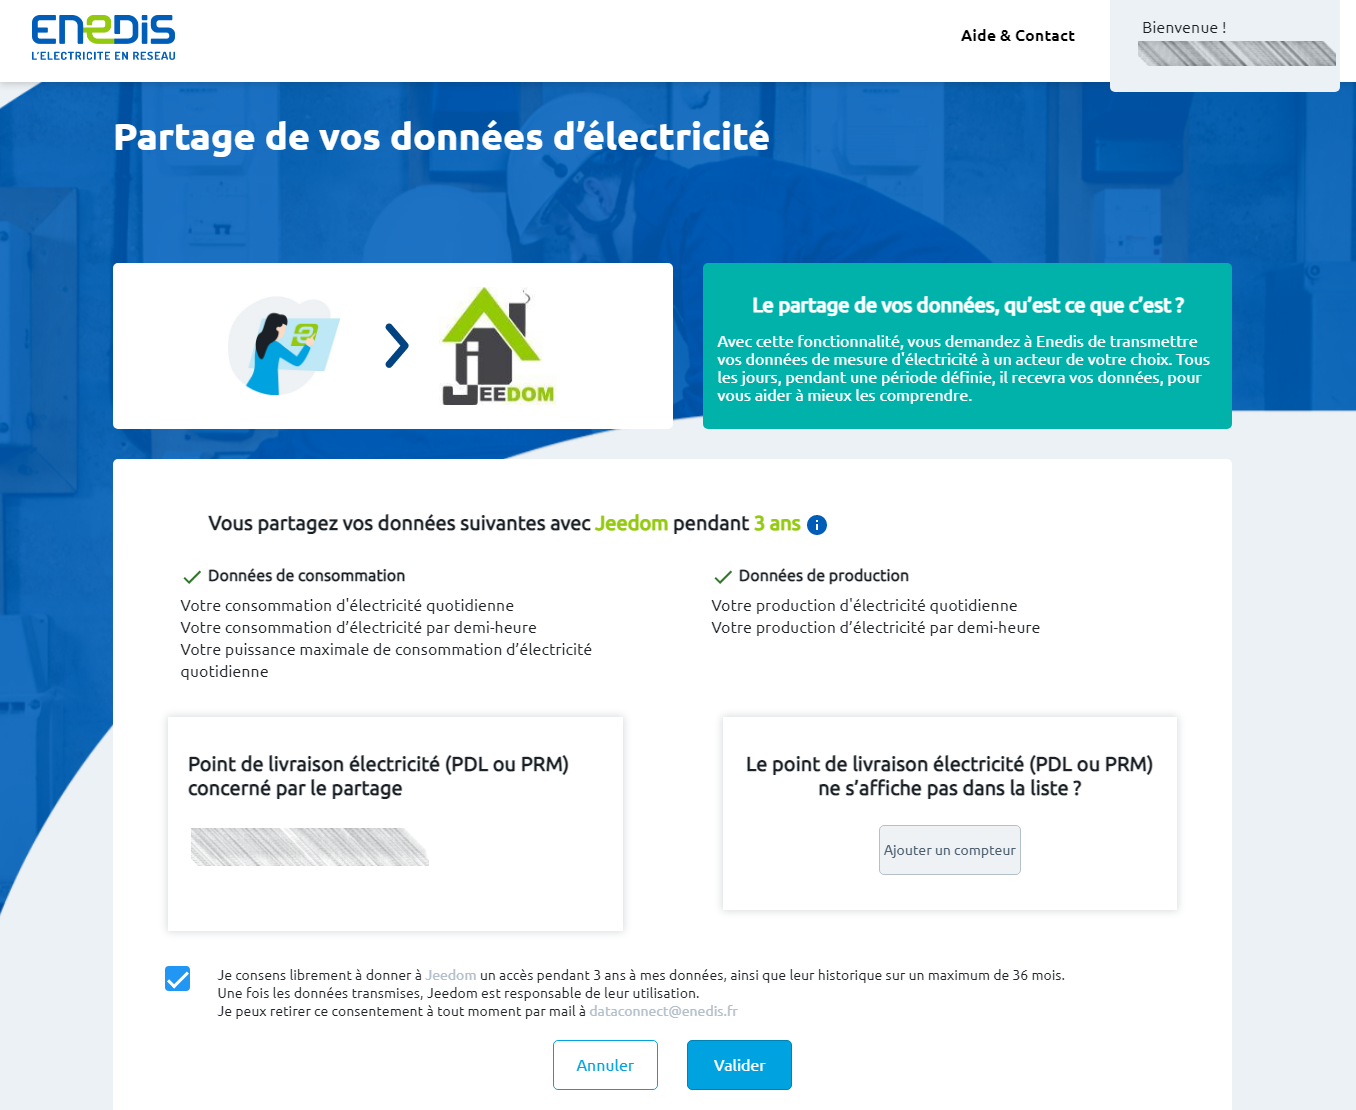 enedis
L'ELECTRICITE EN RESEAU
Aide & Contact
Bienvenue !
Partage de vos données d’électricité
JEEDOM
Le partage de vos données, qu’est ce que c’est ?
Avec cette fonctionnalité, vous demandez à Enedis de transmettre
vos données de mesure d'électricité à un acteur de votre choix. Tous
les jours, pendant une période définie, il recevra vos données, pour
vous aider à mieux les comprendre.
Vous partagez vos données suivantes avec Jeedom pendant 3 ans
Données de consommation
Votre consommation d'électricité quotidienne
Votre consommation d’électricité par demi-heure
Votre puissance maximale de consommation d’électricité
quotidienne
Données de production
Votre production d'électricité quotidienne
Votre production d’électricité par demi-heure
Point de livraison électricité (PDL ou PRM)
concerné par le partage
Le point de livraison électricité (PDL ou PRM)
ne s’affiche pas dans la liste ?
Ajouter un compteur
Je consens librement à donner à Jeedom un accès pendant 3 ans à mes données, ainsi que leur historique sur un maximum de 36 mois.
Une fois les données transmises, Jeedom est responsable de leur utilisation.
Je peux retirer ce consentement à tout moment par mail à dataconnect@enedis.fr
Annuler
Valider